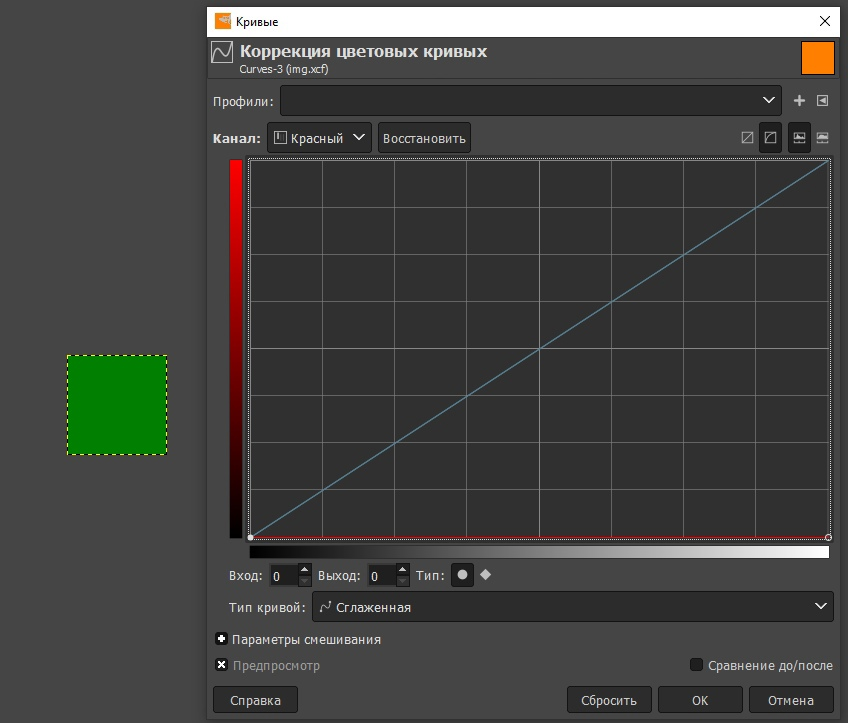 Кривые
Коррекция цветовых кривых
Curves-3 (img.xcf)
Профили:
Канал: Красный Восстановить
Вход: 0 Выход: 0 Тип:
Тип кривой: Сглаженная
Параметры смешивания
Предпросмотр Сравнение до/после
Справка Сбросить OK Отмена